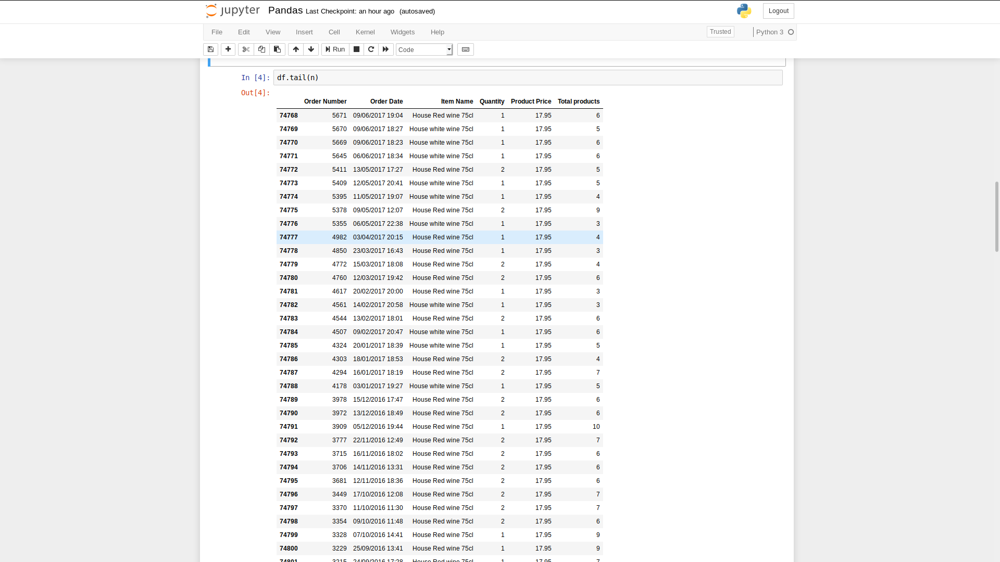 jupyter Pandas Last Checkpoint: an hour ago (autosaved) Logout
File Edit View Insert Cell Kernel Widgets Help Trusted Python 3
Run Code
In [4]: df.tail(n)
Out[4]:
Order Number Order Date Item Name Quantity Product Price Total products
74768 5671 09/06/2017 19:04 House Red wine 75cl 1 17.95 6
74769 5670 09/06/2017 18:27 House white wine 75cl 1 17.95 5
74770 5669 09/06/2017 18:23 House white wine 75cl 1 17.95 6
74771 5645 06/06/2017 18:34 House white wine 75cl 1 17.95 6
74772 5411 13/05/2017 17:27 House Red wine 75cl 2 17.95 5
74773 5409 12/05/2017 20:41 House white wine 75cl 1 17.95 5
74774 5395 11/05/2017 19:07 House white wine 75cl 1 17.95 4
74775 5378 09/05/2017 12:07 House Red wine 75cl 2 17.95 9
74776 5355 06/05/2017 22:38 House white wine 75cl 1 17.95 3
74777 4982 03/04/2017 20:15 House Red wine 75cl 1 17.95 4
74778 4850 23/03/2017 16:43 House Red wine 75cl 1 17.95 3
74779 4772 15/03/2017 18:08 House Red wine 75cl 2 17.95 4
74780 4760 12/03/2017 19:42 House Red wine 75cl 2 17.95 6
74781 4617 20/02/2017 20:00 House Red wine 75cl 1 17.95 3
74782 4561 14/02/2017 20:58 House white wine 75cl 1 17.95 3
74783 4544 13/02/2017 18:01 House Red wine 75cl 2 17.95 6
74784 4507 09/02/2017 20:47 House white wine 75cl 1 17.95 6
74785 4324 20/01/2017 18:39 House white wine 75cl 1 17.95 5
74786 4303 18/01/2017 18:53 House Red wine 75cl 2 17.95 4
74787 4294 16/01/2017 18:19 House Red wine 75cl 2 17.95 7
74788 4178 03/01/2017 19:27 House white wine 75cl 1 17.95 5
74789 3978 15/12/2016 17:47 House Red wine 75cl 2 17.95 6
74790 3972 13/12/2016 18:49 House Red wine 75cl 2 17.95 6
74791 3909 05/12/2016 19:44 House Red wine 75cl 1 17.95 10
74792 3777 22/11/2016 12:49 House Red wine 75cl 2 17.95 7
74793 3715 16/11/2016 18:02 House Red wine 75cl 2 17.95 6
74794 3706 14/11/2016 13:31 House Red wine 75cl 2 17.95 6
74795 3681 12/11/2016 18:36 House Red wine 75cl 2 17.95 6
74796 3449 17/10/2016 12:08 House Red wine 75cl 2 17.95 7
74797 3370 11/10/2016 11:30 House Red wine 75cl 2 17.95 7
74798 3354 09/10/2016 11:48 House Red wine 75cl 2 17.95 6
74799 3328 07/10/2016 14:41 House Red wine 75cl 1 17.95 9
74800 3229 25/09/2016 13:41 House Red wine 75cl 1 17.95 9
74801 3215 24/09/2016 17:28 House Red wine 75cl 1 17.95 7